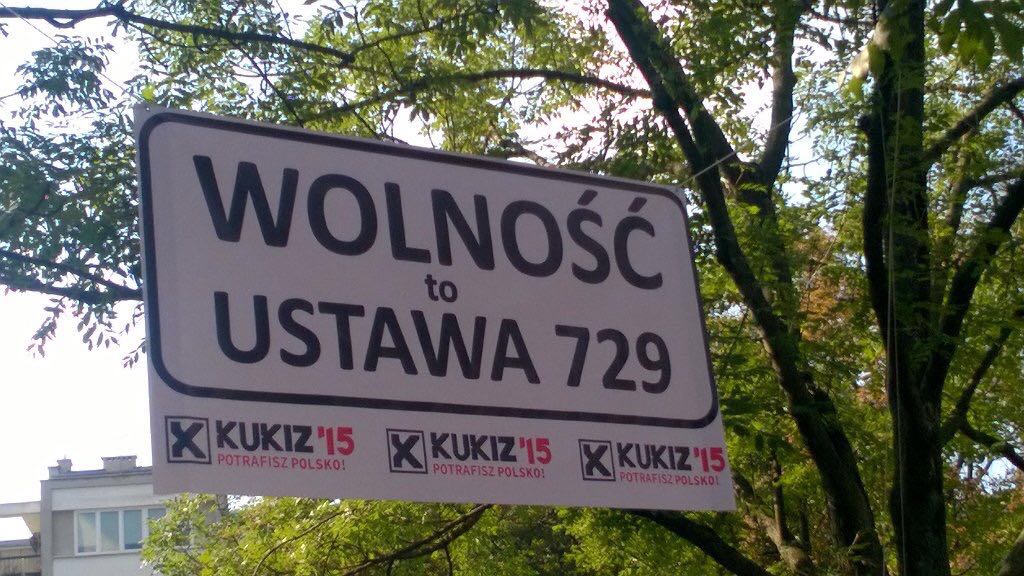 WOLNOŚĆ
to
USTAWA 729
X KUKIZ'15 X KUKIZ'15 X KUKIZ'15
POTRAFISZ POLSKO! POTRAFISZ POLSKO! POTRAFISZ POLSKO!